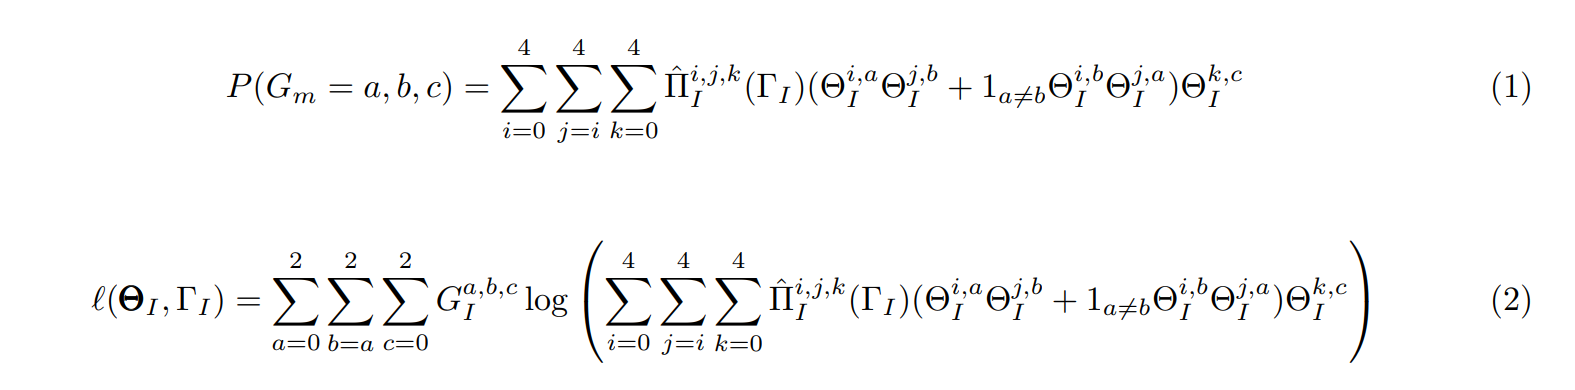 P(G_m = a, b, c) = \sum_{i=0}^{4} \sum_{j=i}^{4} \sum_{k=0}^{4} \hat{\Pi}_I^{i,j,k}(\Gamma_I)(\Theta_I^{i,a}\Theta_I^{j,b} + 1_{a \neq b}\Theta_I^{i,b}\Theta_I^{j,a})\Theta_I^{k,c} (1)
\ell(\mathbf{\Theta}_I, \Gamma_I) = \sum_{a=0}^{2} \sum_{b=a}^{2} \sum_{c=0}^{2} G_I^{a,b,c} \log \left( \sum_{i=0}^{4} \sum_{j=i}^{4} \sum_{k=0}^{4} \hat{\Pi}_I^{i,j,k}(\Gamma_I)(\Theta_I^{i,a}\Theta_I^{j,b} + 1_{a \neq b}\Theta_I^{i,b}\Theta_I^{j,a})\Theta_I^{k,c} \right) (2)